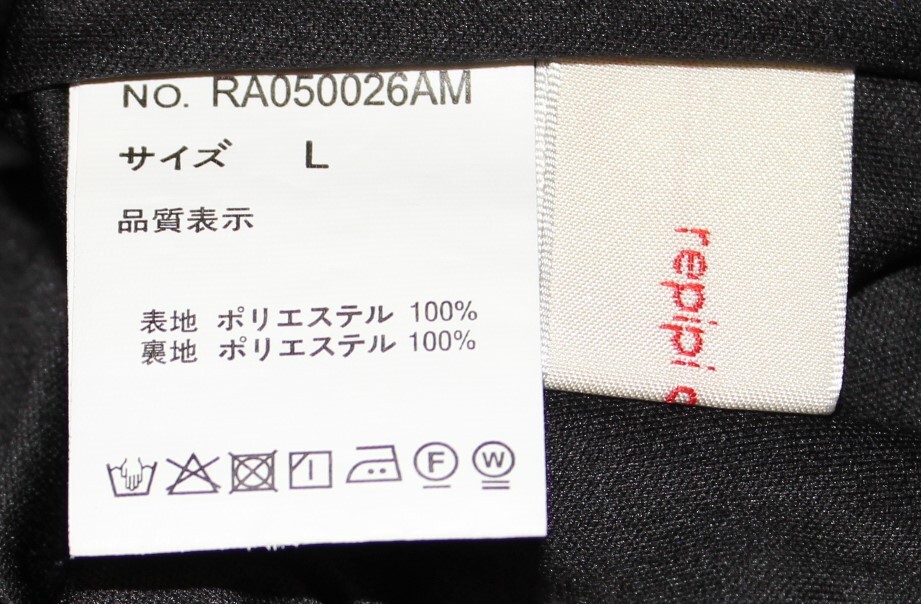 NO. RA050026AM
サイズ L
品質表示
表地 ポリエステル 100%
裏地 ポリエステル 100%
F W
repipi